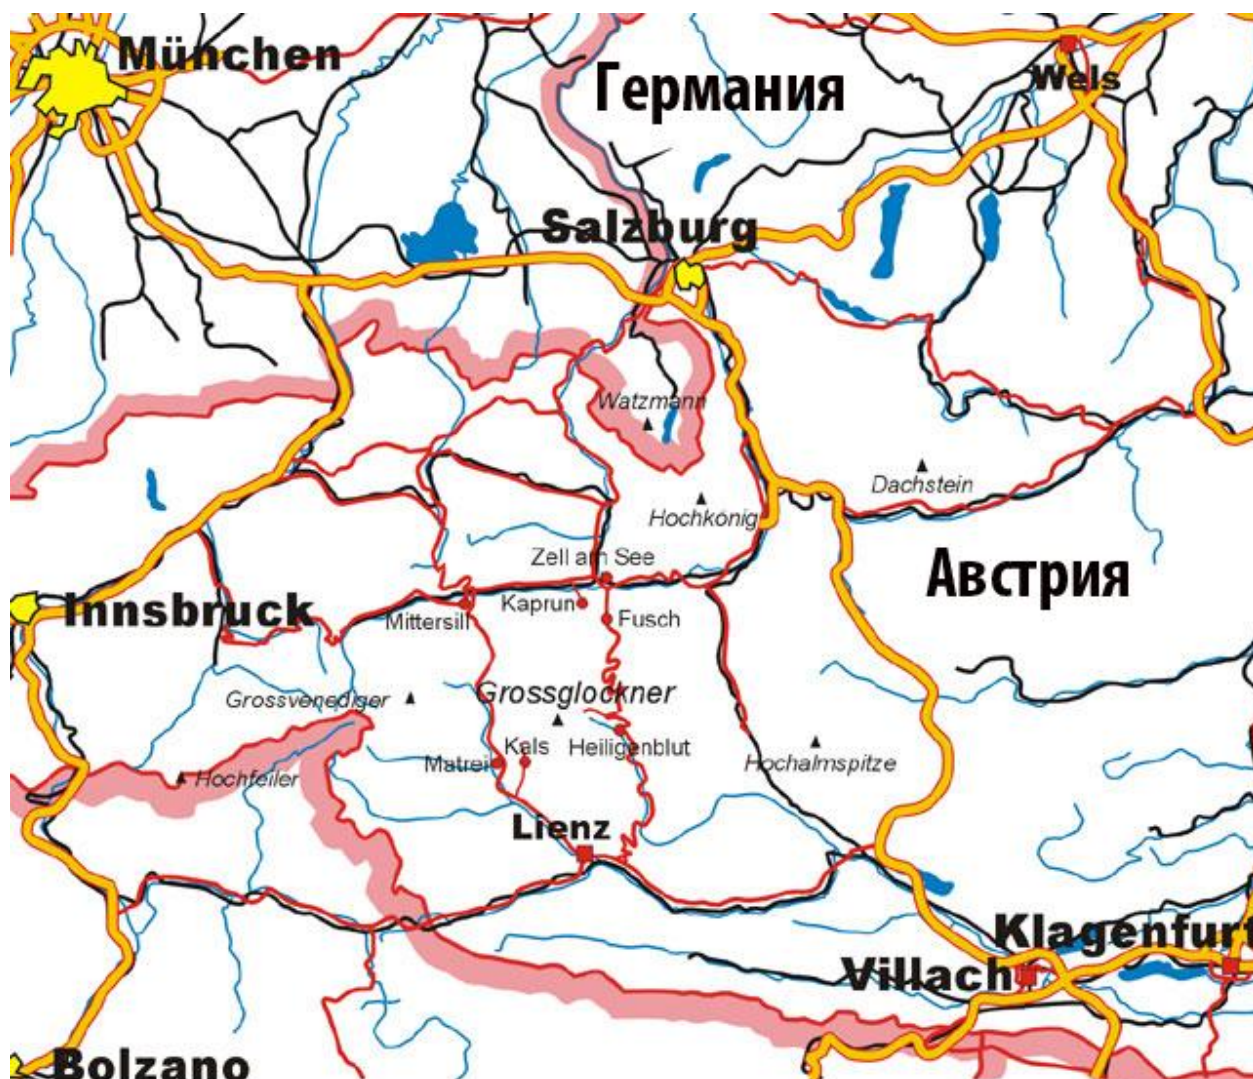 München
Германия
Wels
Salzburg
Watzmann
Dachstein
Hochkönig
Zell am See
Австрия
Innsbruck
Mittersill
Kaprun
Fusch
Grossvenediger
Grossglockner
Kals
Heiligenblut
Matrei
Hochalmspitze
Hochfeiler
Lienz
Klagenfurt
Villach
Bolzano